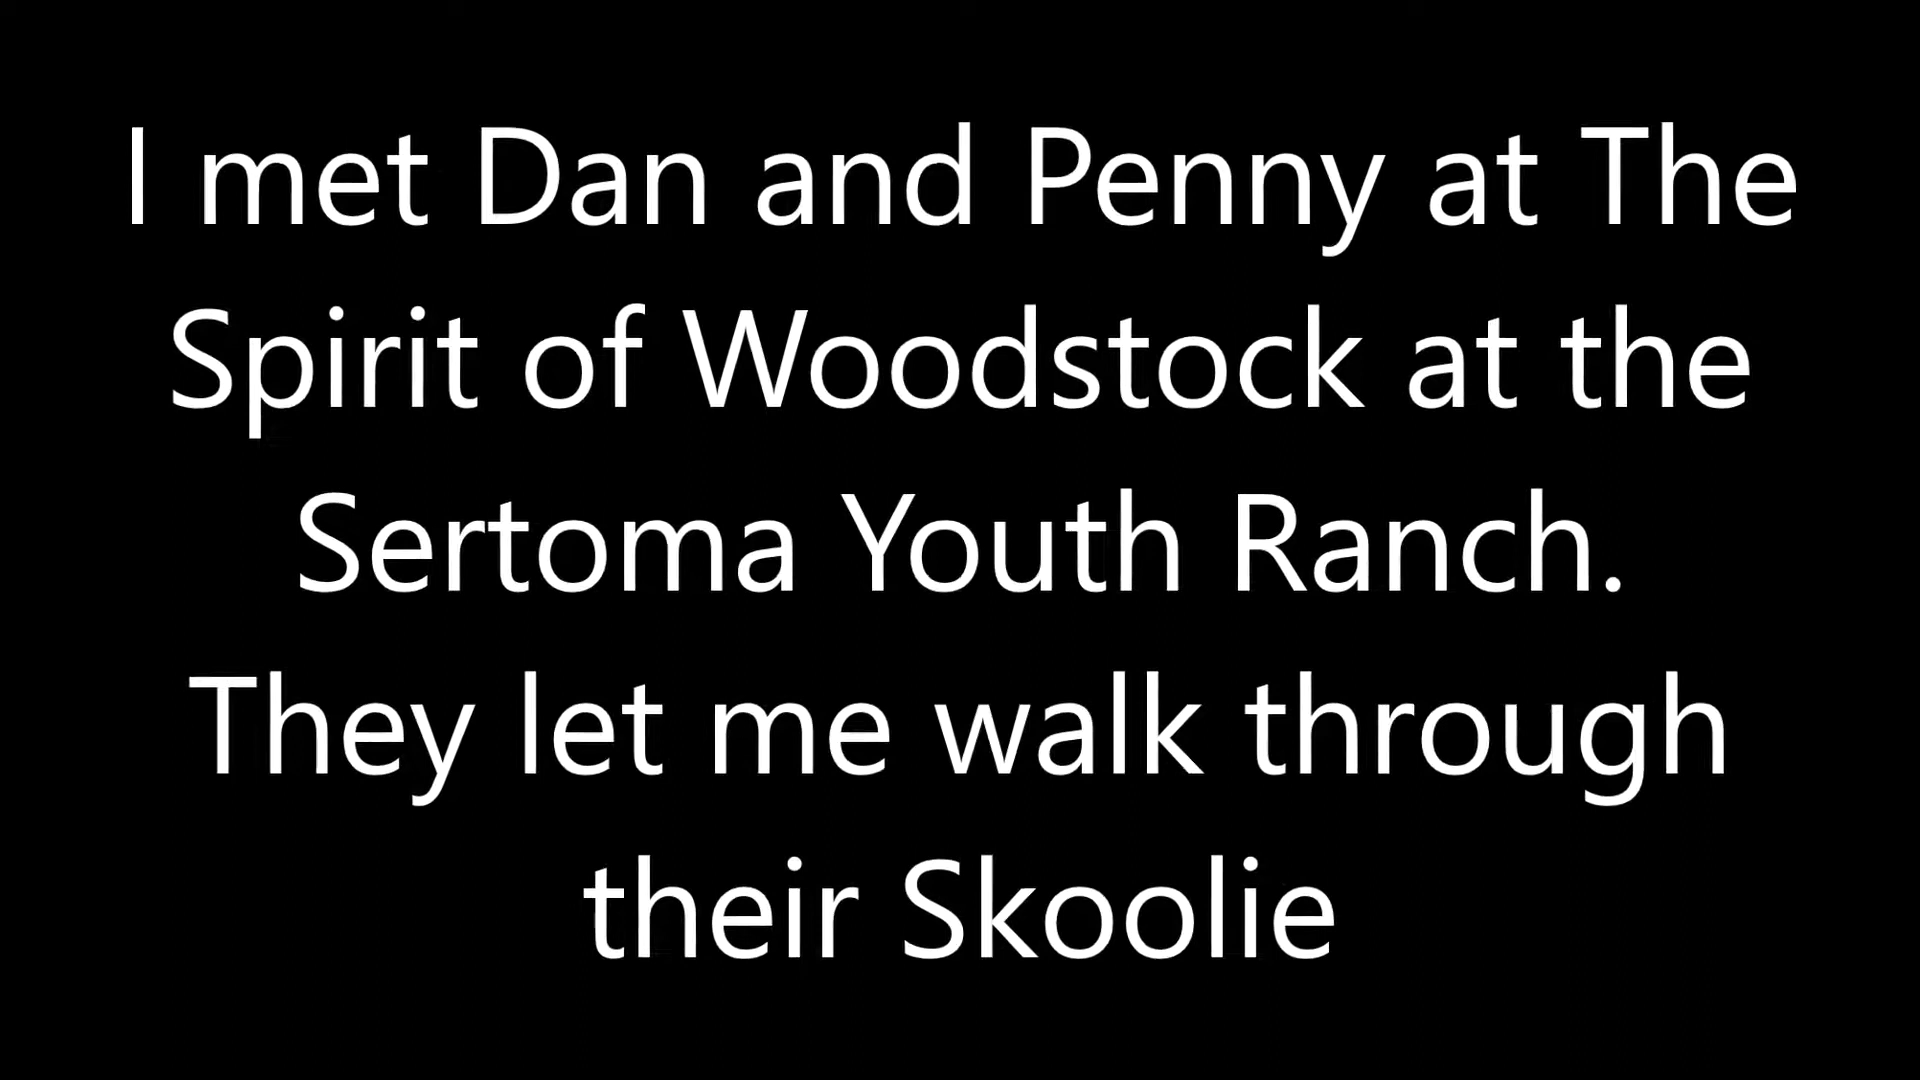 I met Dan and Penny at The
Spirit of Woodstock at the
Sertoma Youth Ranch.
They let me walk through
their Skoolie